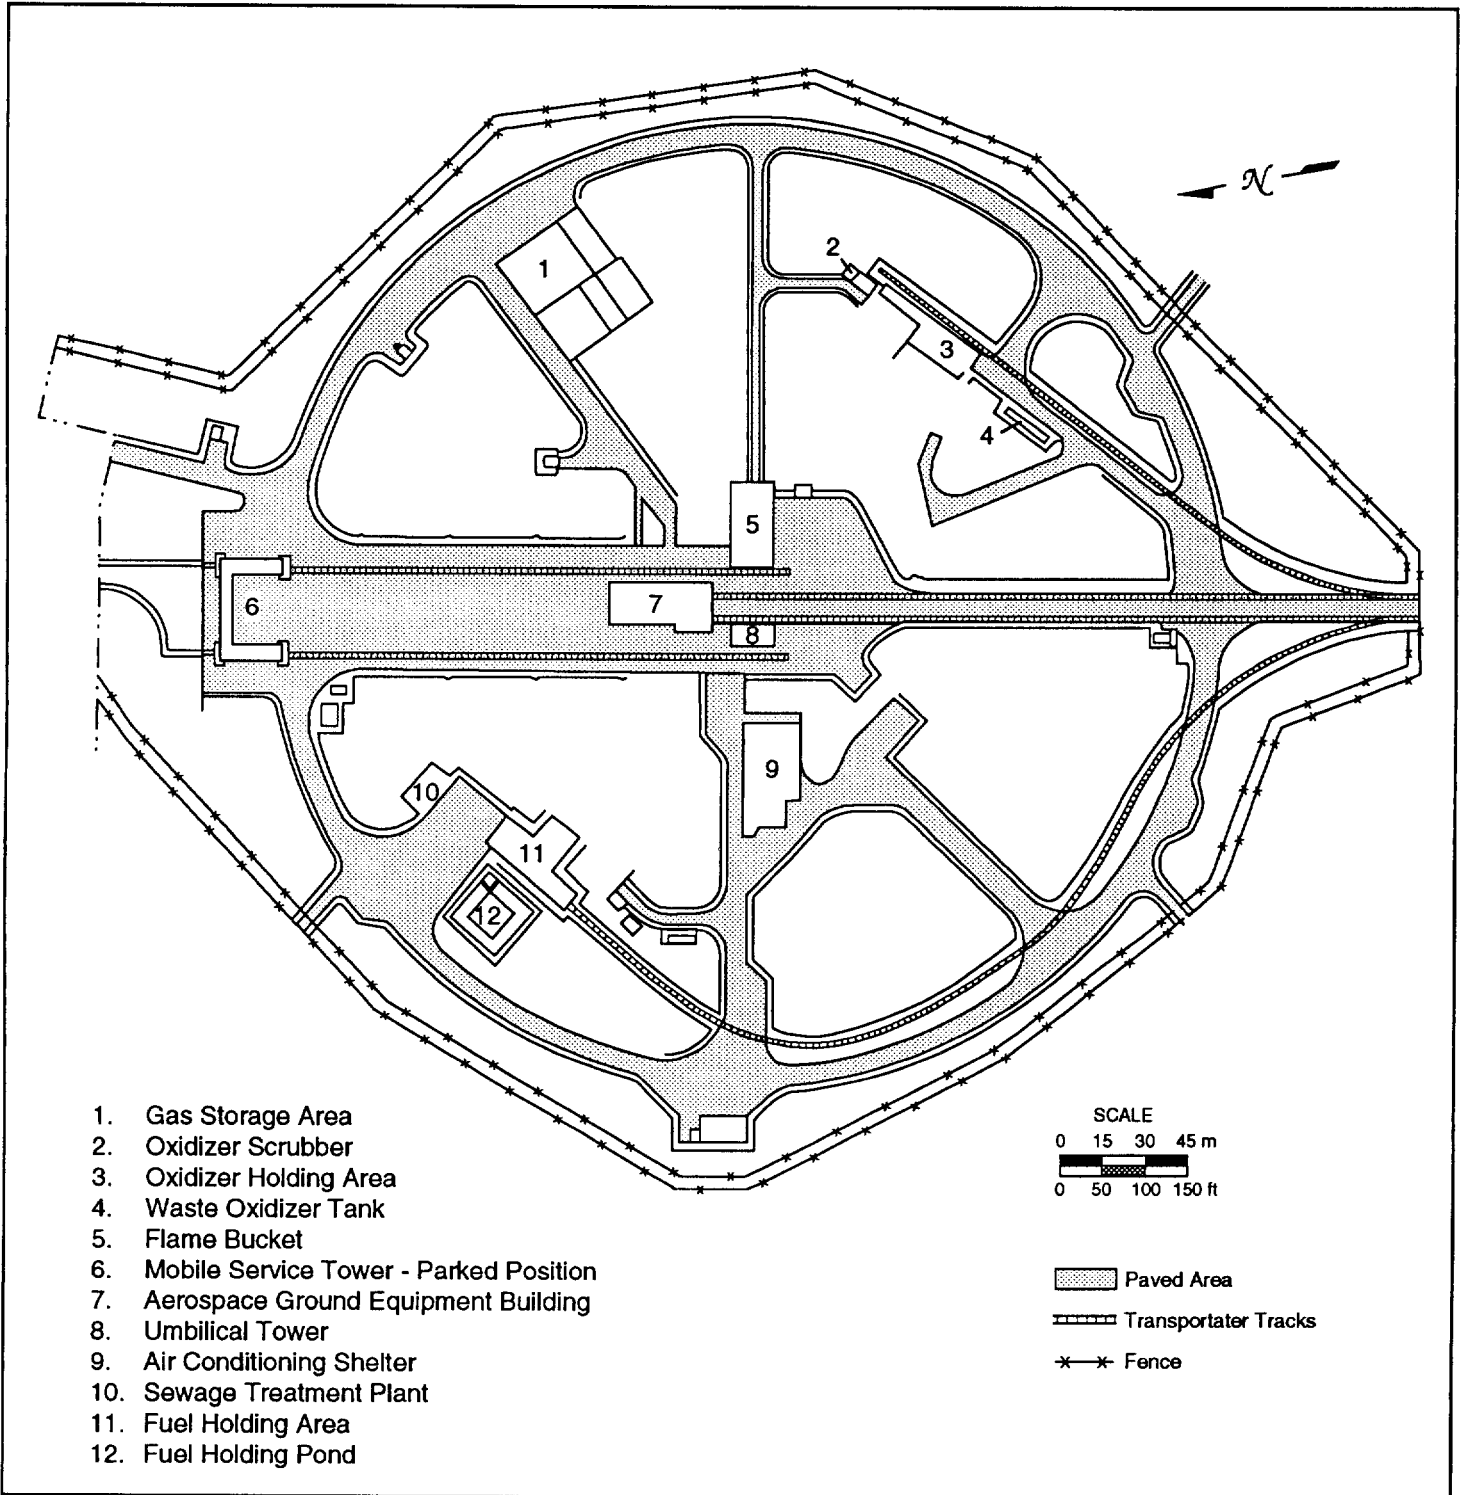 N
1
2
3
4
5
6
7
8
9
10
11
12
1. Gas Storage Area
2. Oxidizer Scrubber
3. Oxidizer Holding Area
4. Waste Oxidizer Tank
5. Flame Bucket
6. Mobile Service Tower - Parked Position
7. Aerospace Ground Equipment Building
8. Umbilical Tower
9. Air Conditioning Shelter
10. Sewage Treatment Plant
11. Fuel Holding Area
12. Fuel Holding Pond
SCALE
0 15 30 45 m
0 50 100 150 ft
Paved Area
Transportater Tracks
Fence